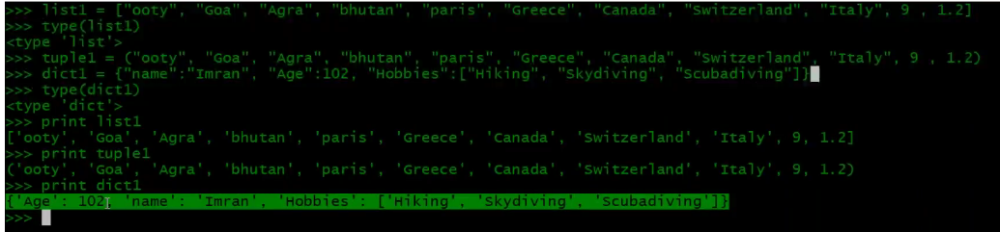 >>> list1 = ["ooty", "Goa", "Agra", "bhutan", "paris", "Greece", "Canada", "Switzerland", "Italy", 9 , 1.2]
>>> type(list1)
<type 'list'>
>>> tuple1 = ("ooty", "Goa", "Agra", "bhutan", "paris", "Greece", "Canada", "Switzerland", "Italy", 9 , 1.2)
>>> dict1 = {"name":"Imran", "Age":102, "Hobbies":["Hiking", "Skydiving", "Scubadiving"]}
>>> type(dict1)
<type 'dict'>
>>> print list1
['ooty', 'Goa', 'Agra', 'bhutan', 'paris', 'Greece', 'Canada', 'Switzerland', 'Italy', 9, 1.2]
>>> print tuple1
('ooty', 'Goa', 'Agra', 'bhutan', 'paris', 'Greece', 'Canada', 'Switzerland', 'Italy', 9, 1.2)
>>> print dict1
{'Age': 102, 'name': 'Imran', 'Hobbies': ['Hiking', 'Skydiving', 'Scubadiving']}
>>>